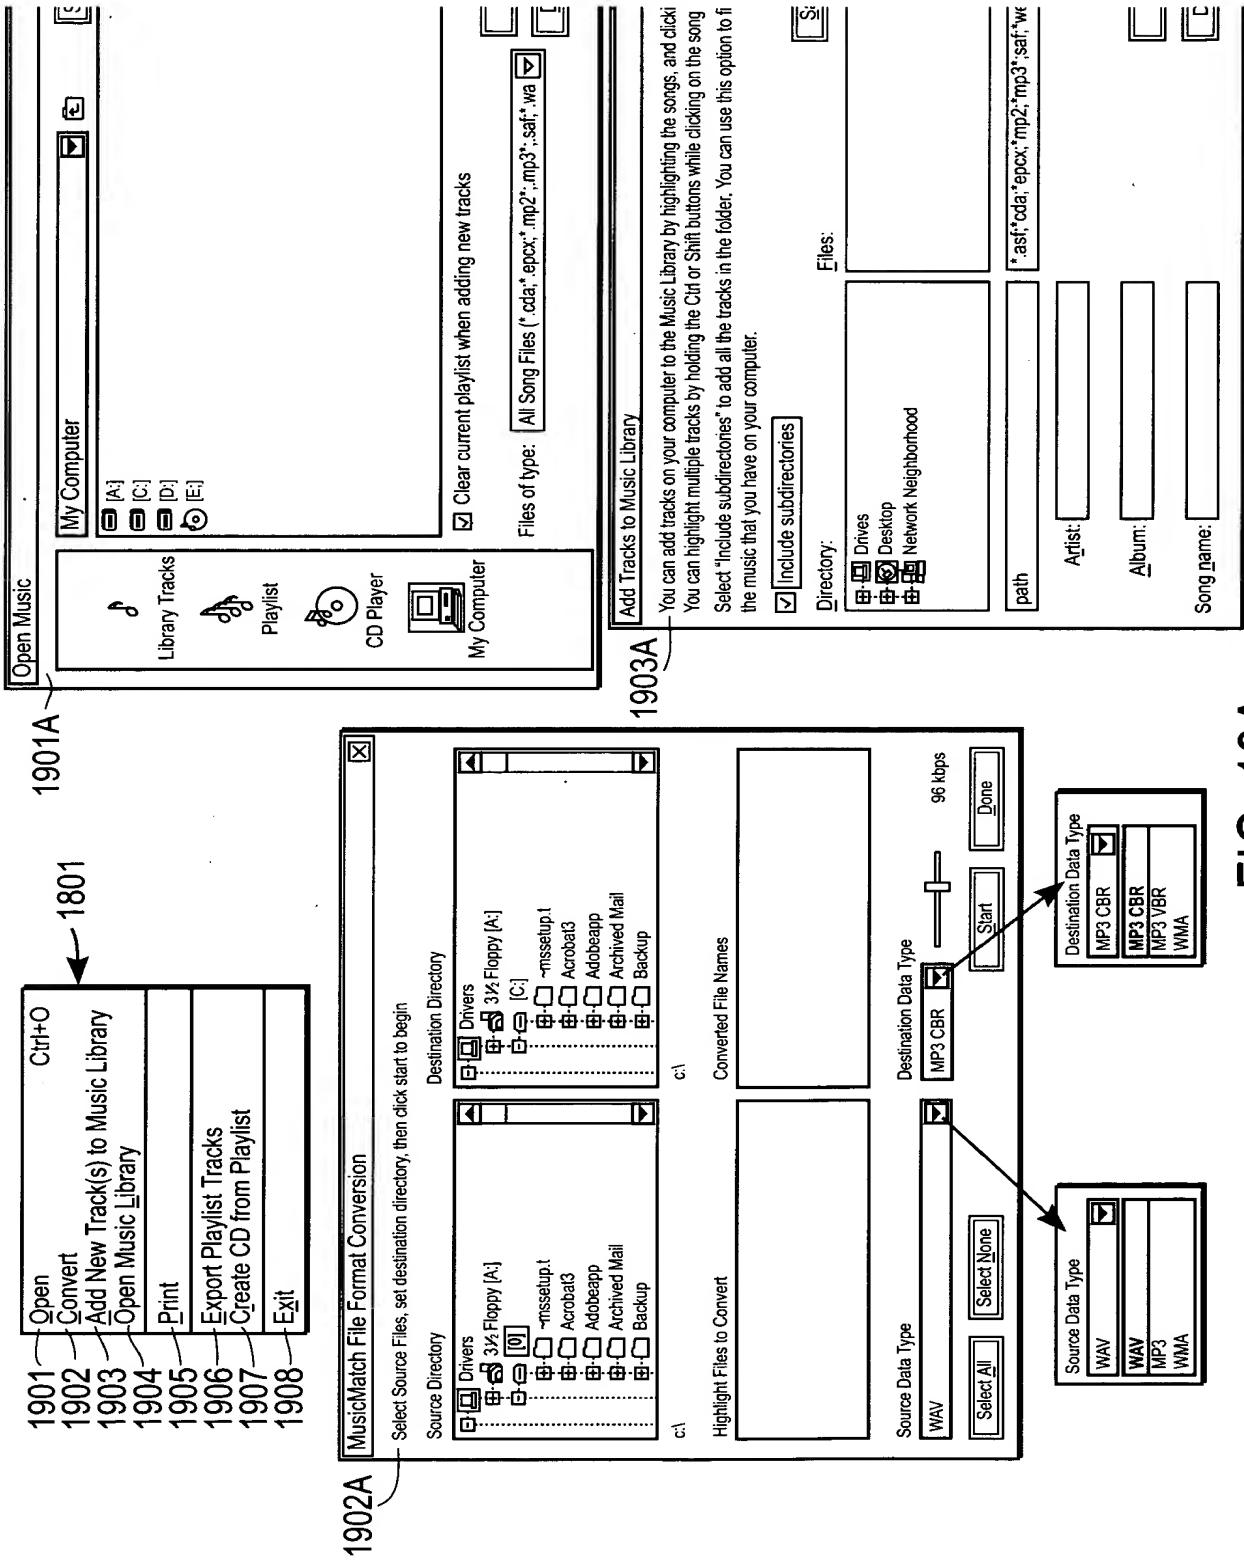 1801
Open Ctrl+O
Convert
Add New Track(s) to Music Library
Open Music Library
Print
Export Playlist Tracks
Create CD from Playlist
Exit
1901
1902
1903
1904
1905
1906
1907
1908
1901A
Open Music
My Computer
Library Tracks
Playlist
CD Player
My Computer
[A:]
[C:]
[D:]
[E:]
Clear current playlist when adding new tracks
Files of type: All Song Files (*.cda;*.epcx;*.mp2*;.mp3*;.saf;*.wa
1902A
MusicMatch File Format Conversion
Select Source Files, set destination directory, then click start to begin
Source Directory Destination Directory
Drivers
3½ Floppy [A:]
[0]
~mssetup.t
Acrobat3
Adobeapp
Archived Mail
Backup
c:\
Drivers
3½ Floppy [A:]
[C:]
~mssetup.t
Acrobat3
Adobeapp
Archived Mail
Backup
c:\
Highlight Files to Convert Converted File Names
Source Data Type Destination Data Type
WAV MP3 CBR 96 kbps
Select All Select None Start Done
Source Data Type
WAV
WAV
MP3
WMA
Destination Data Type
MP3 CBR
MP3 CBR
MP3 VBR
WMA
1903A
Add Tracks to Music Library
You can add tracks on your computer to the Music Library by highlighting the songs, and clicki
You can highlight multiple tracks by holding the Ctrl or Shift buttons while clicking on the song
Select "Include subdirectories" to add all the tracks in the folder. You can use this option to fi
the music that you have on your computer.
Include subdirectories
Directory: Files:
Drives
Desktop
Network Neighborhood
path *.asf;*cda;*epcx;*mp2;*mp3*;saf;*we
Artist:
Album:
Song name: